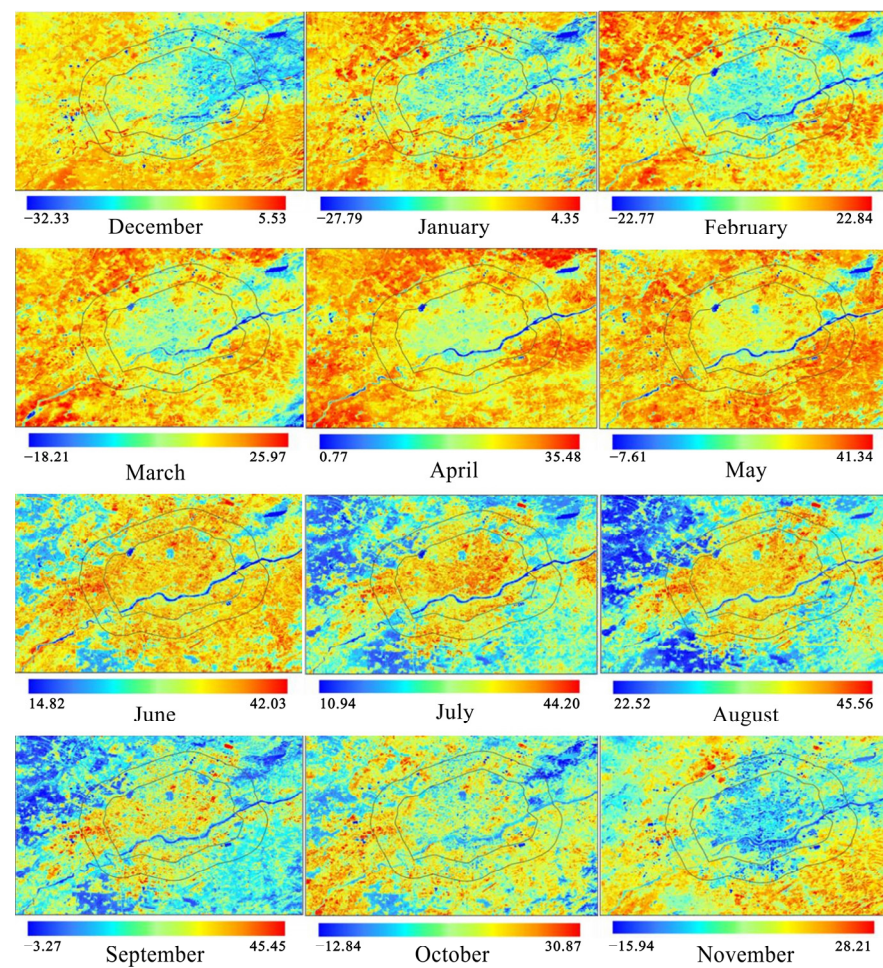 −32.33 5.53 −27.79 4.35 −22.77 22.84
December January February
−18.21 25.97 0.77 35.48 −7.61 41.34
March April May
14.82 42.03 10.94 44.20 22.52 45.56
June July August
−3.27 45.45 −12.84 30.87 −15.94 28.21
September October November